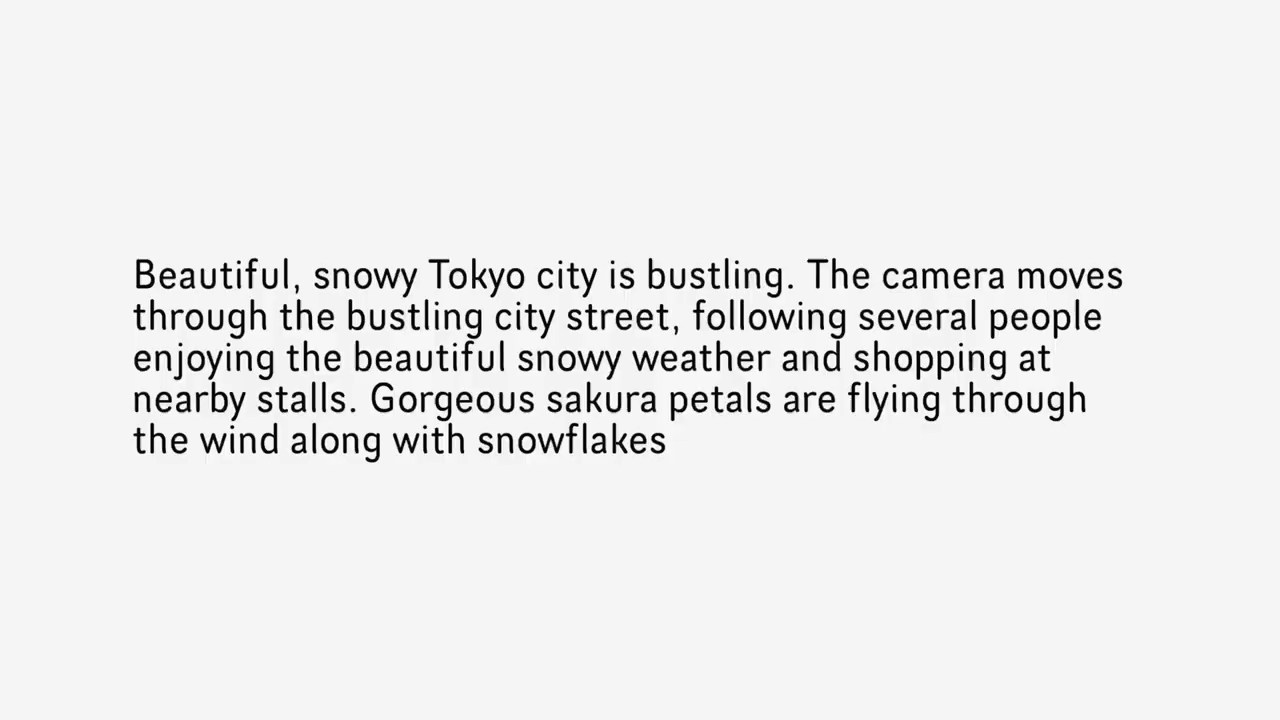 Beautiful, snowy Tokyo city is bustling. The camera moves
through the bustling city street, following several people
enjoying the beautiful snowy weather and shopping at
nearby stalls. Gorgeous sakura petals are flying through
the wind along with snowflakes